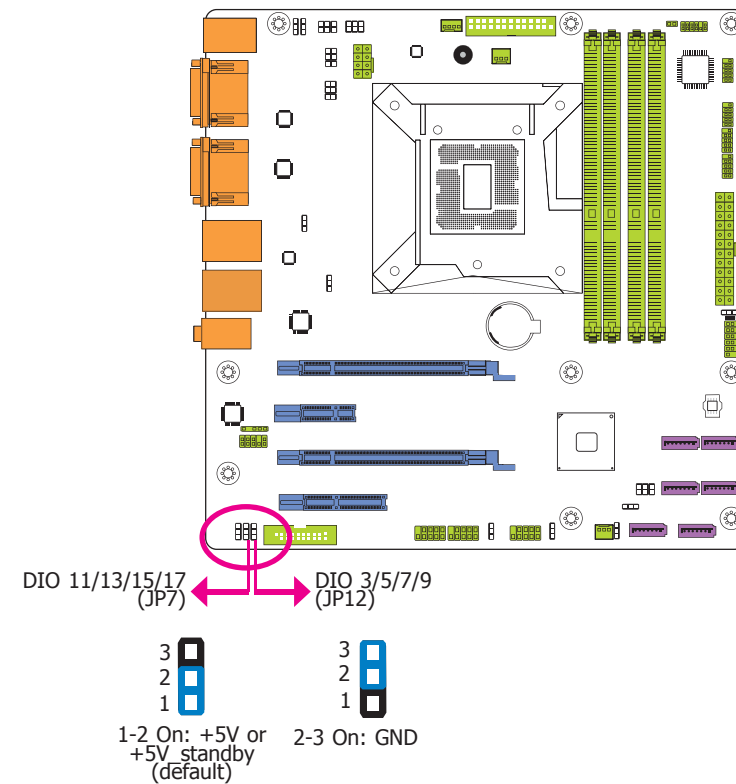 DIO 11/13/15/17
(JP7)
DIO 3/5/7/9
(JP12)
3
2
1
1-2 On: +5V or
+5V_standby
(default)
3
2
1
2-3 On: GND